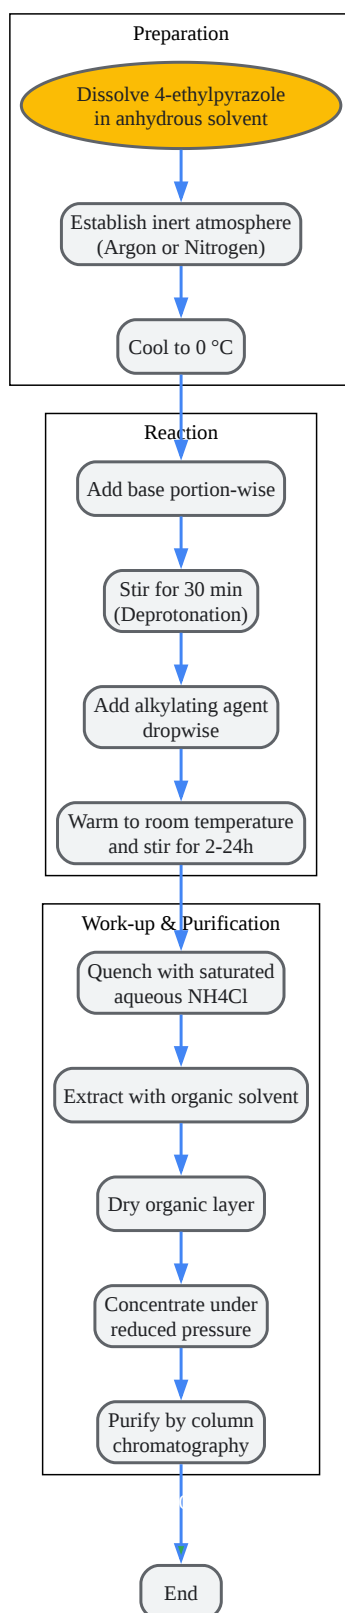 Preparation
Dissolve 4-ethylpyrazole
in anhydrous solvent
Establish inert atmosphere
(Argon or Nitrogen)
Cool to 0 °C
Reaction
Add base portion-wise
Stir for 30 min
(Deprotonation)
Add alkylating agent
dropwise
Warm to room temperature
and stir for 2-24h
Work-up & Purification
Quench with saturated
aqueous NH4Cl
Extract with organic solvent
Dry organic layer
Concentrate under
reduced pressure
Purify by column
chromatography
End